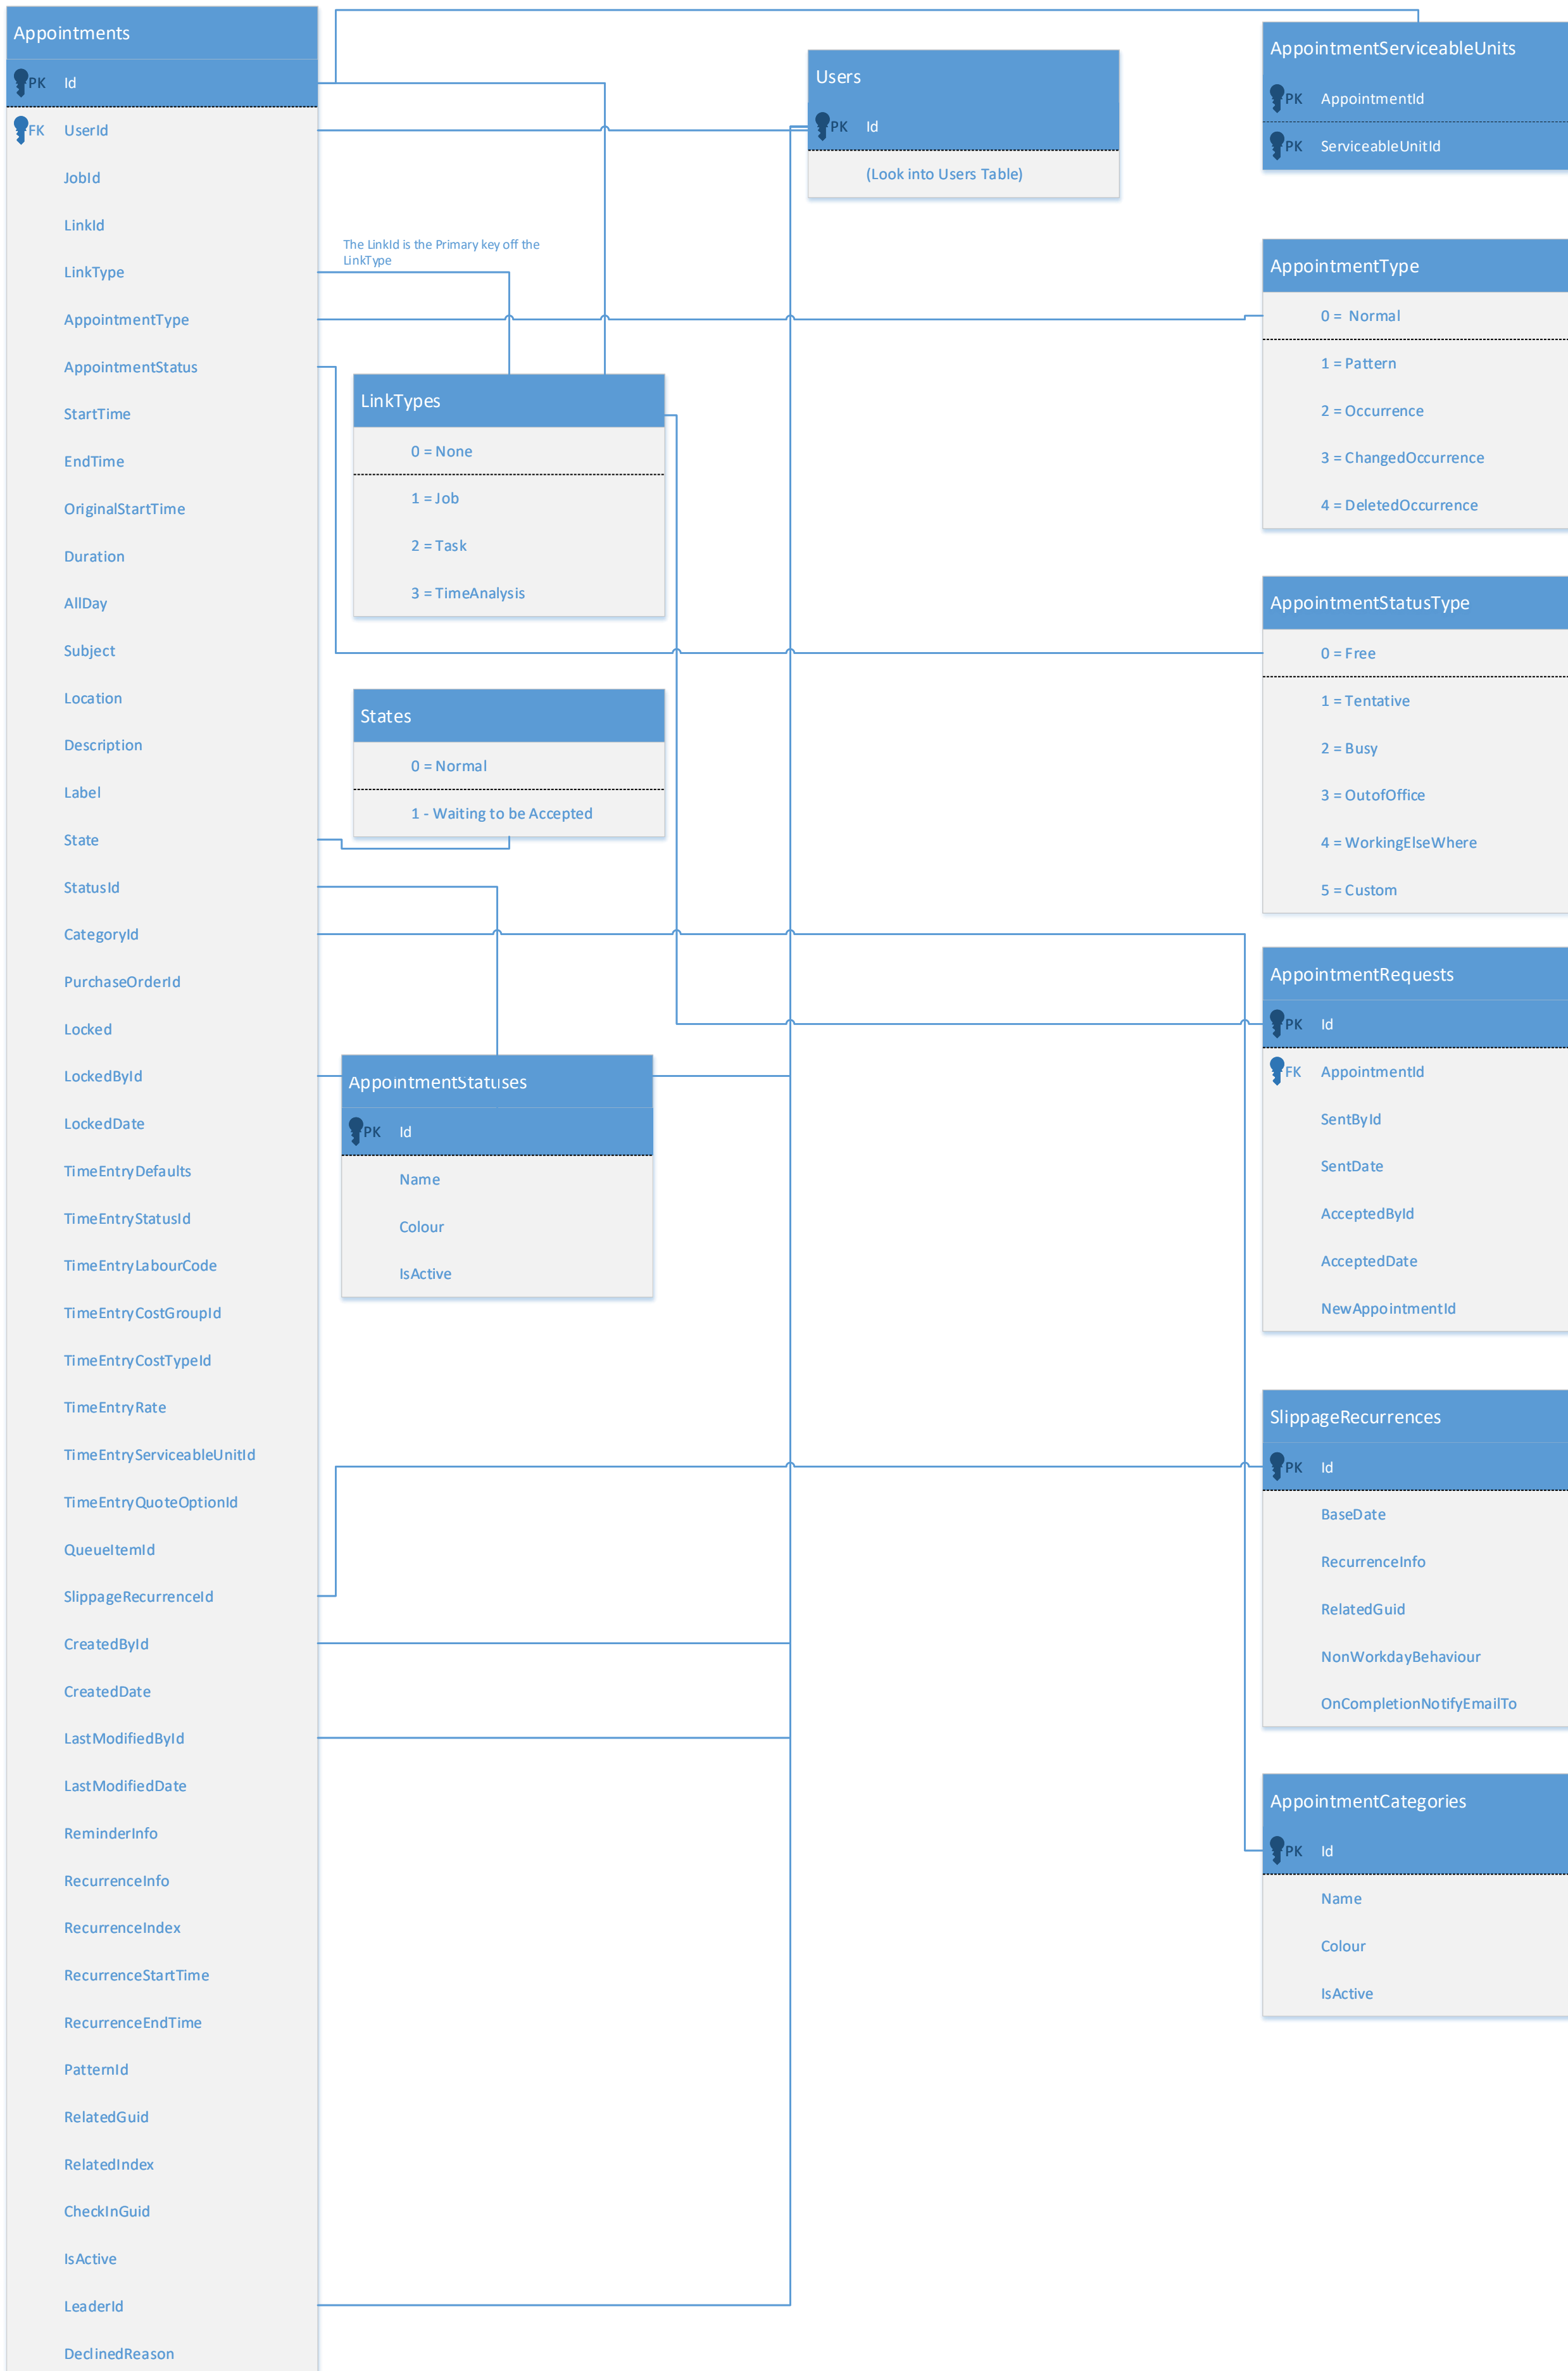 Appointments
PK Id
FK UserId
JobId
LinkId
LinkType
AppointmentType
AppointmentStatus
StartTime
EndTime
OriginalStartTime
Duration
AllDay
Subject
Location
Description
Label
State
StatusId
CategoryId
PurchaseOrderId
Locked
LockedById
LockedDate
TimeEntryDefaults
TimeEntryStatusId
TimeEntryLabourCode
TimeEntryCostGroupId
TimeEntryCostTypeId
TimeEntryRate
TimeEntryServiceableUnitId
TimeEntryQuoteOptionId
QueueItemId
SlippageRecurrenceId
CreatedById
CreatedDate
LastModifiedById
LastModifiedDate
ReminderInfo
RecurrenceInfo
RecurrenceIndex
RecurrenceStartTime
RecurrenceEndTime
PatternId
RelatedGuid
RelatedIndex
CheckInGuid
IsActive
LeaderId
DeclinedReason
The LinkId is the Primary key off the
LinkType
LinkTypes
0 = None
1 = Job
2 = Task
3 = TimeAnalysis
States
0 = Normal
1 - Waiting to be Accepted
AppointmentStatuses
PK Id
Name
Colour
IsActive
Users
PK Id
(Look into Users Table)
AppointmentServiceableUnits
PK AppointmentId
PK ServiceableUnitId
AppointmentType
0 = Normal
1 = Pattern
2 = Occurrence
3 = ChangedOccurrence
4 = DeletedOccurrence
AppointmentStatusType
0 = Free
1 = Tentative
2 = Busy
3 = OutofOffice
4 = WorkingElseWhere
5 = Custom
AppointmentRequests
PK Id
FK AppointmentId
SentById
SentDate
AcceptedById
AcceptedDate
NewAppointmentId
SlippageRecurrences
PK Id
BaseDate
RecurrenceInfo
RelatedGuid
NonWorkdayBehaviour
OnCompletionNotifyEmailTo
AppointmentCategories
PK Id
Name
Colour
IsActive